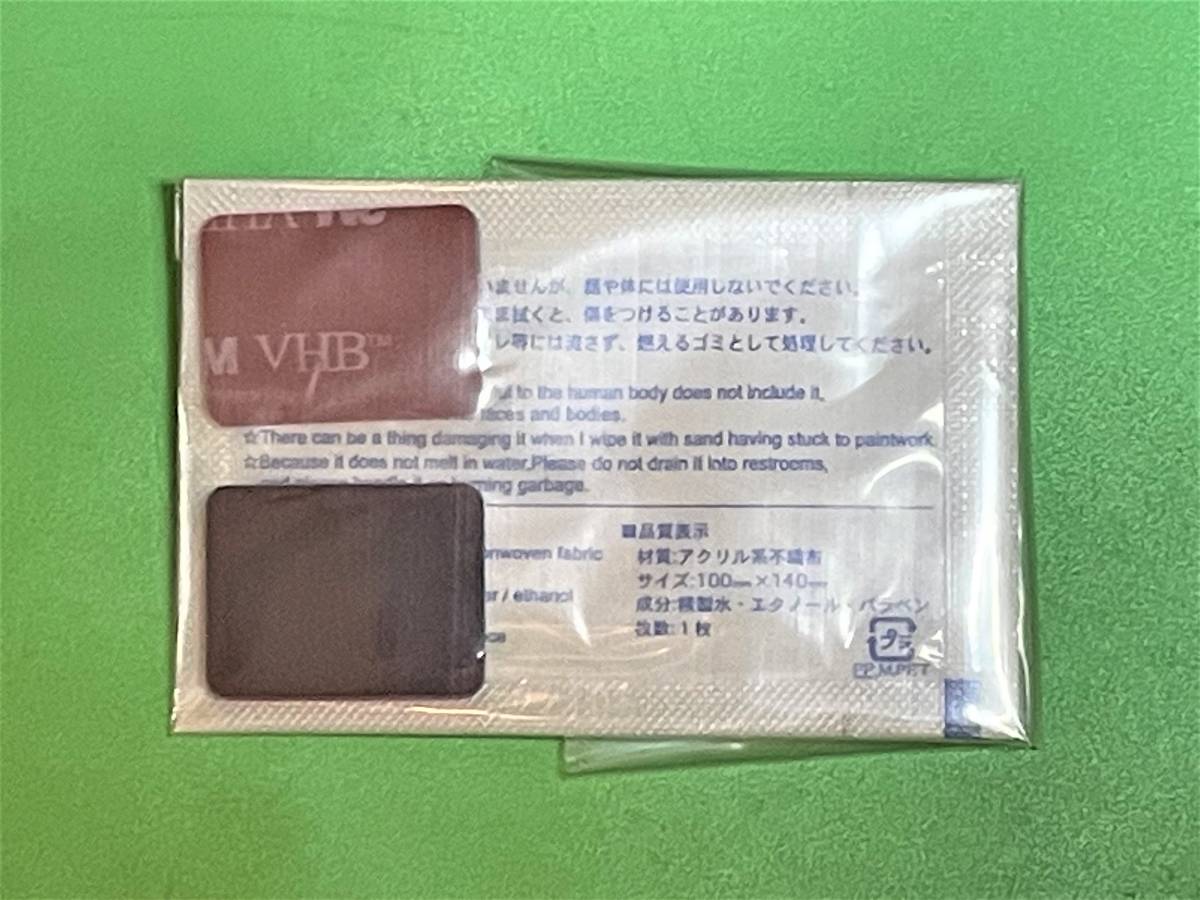 VHB™
いませんが、顔や体には使用しないでください。
まま拭くと、傷をつけることがあります。
レ等には流さず、燃えるゴミとして処理してください。
to the human body does not include it,
faces and bodies.
☆There can be a thing damaging it when I wipe it with sand having stuck to paintwork.
☆Because it does not melt in water,Please do not drain it into restrooms,
garbage.
■品質表示
nonwoven fabric
材質:アクリル系不織布
サイズ:100mm×140mm
/ ethanol
成分:精製水・エタノール・パラベン
枚数:1枚
プラ
PP,M,PET